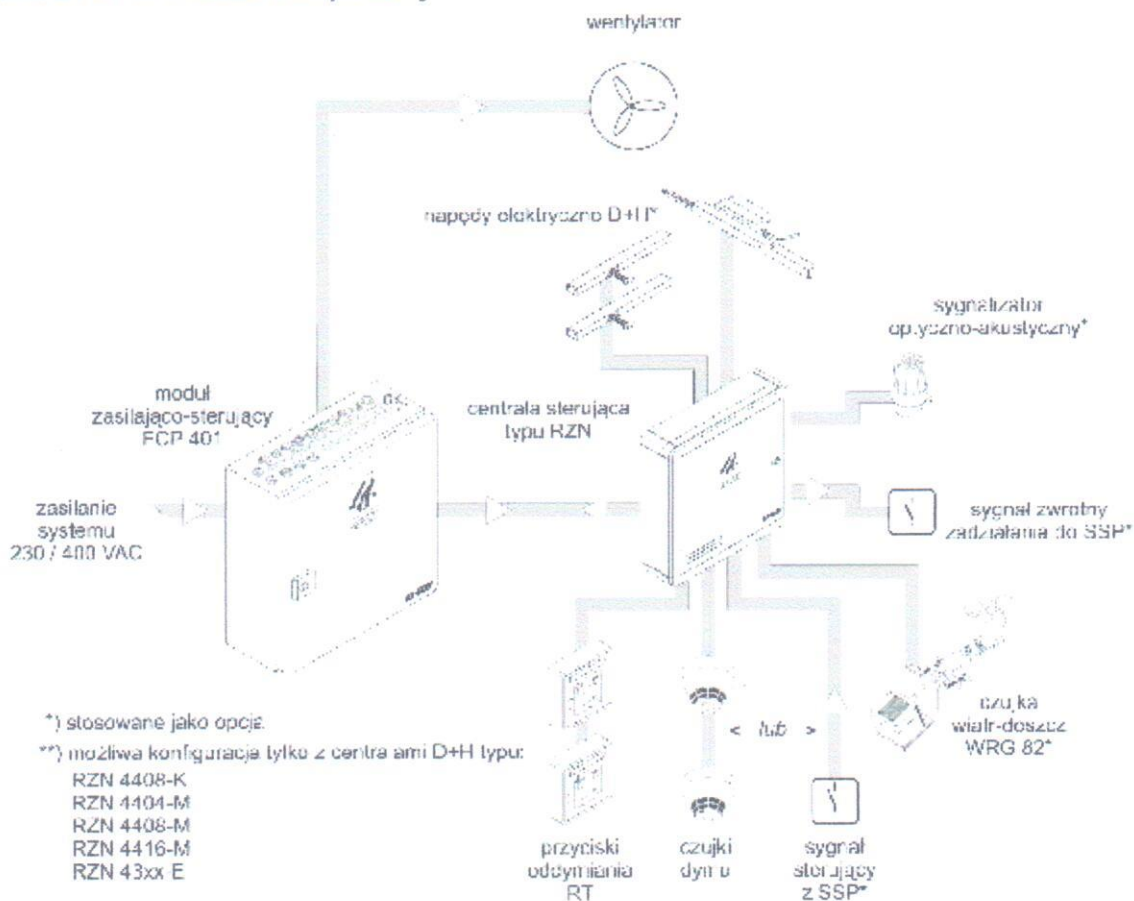 wentylator
napędy elektryczno D+H*
sygnalizator
optyczno-akustyczny*
moduł
zasilająco-sterujący
FCP 401
centrala sterująca
typu RZN
zasilanie
systemu
230 / 400 VAC
sygnał zwrotny
zadziałania do SSP*
czujka
wiatr-doszcz
WRG 82*
< lub >
*) stosowane jako opcja
**) możliwa konfiguracja tylko z centralami D+H typu:
RZN 4408-K
RZN 4404-M
RZN 4408-M
RZN 4416-M
RZN 43xx-E
przyciski
oddymiania
RT
czujki
dymu
sygnał
sterujący
z SSP*